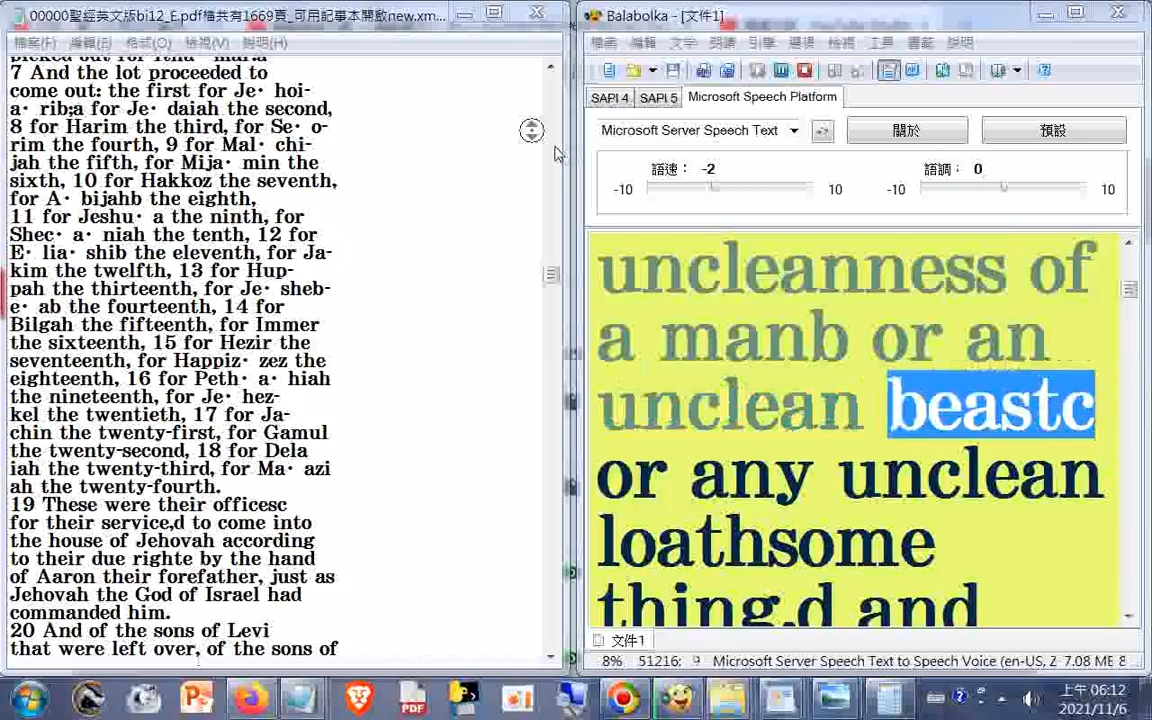 00000聖經英文版bi12_E.pdf檔共有1669頁_可用記事本開啟new.xm...
檔案(F) 編輯(E) 格式(O) 檢視(V) 說明(H)
picked out for Itha· mar.a
7 And the lot proceeded to
come out: the first for Je· hoi-
a· rib;a for Je· daiah the second,
8 for Harim the third, for Se· o-
rim the fourth, 9 for Mal· chi-
jah the fifth, for Mija· min the
sixth, 10 for Hakkoz the seventh,
for A· bijahb the eighth,
11 for Jeshu· a the ninth, for
Shec· a· niah the tenth, 12 for
E· lia· shib the eleventh, for Ja-
kim the twelfth, 13 for Hup-
pah the thirteenth, for Je· sheb-
e· ab the fourteenth, 14 for
Bilgah the fifteenth, for Immer
the sixteenth, 15 for Hezir the
seventeenth, for Happiz· zez the
eighteenth, 16 for Peth· a· hiah
the nineteenth, for Je· hez-
kel the twentieth, 17 for Ja-
chin the twenty-first, for Gamul
the twenty-second, 18 for Dela
iah the twenty-third, for Ma· azi
ah the twenty-fourth.
19 These were their officesc
for their service,d to come into
the house of Jehovah according
to their due righte by the hand
of Aaron their forefather, just as
Jehovah the God of Israel had
commanded him.
20 And of the sons of Levi
that were left over, of the sons of
Balabolka - [文件1]
檔案 編輯 文字 朗讀 引擎 選項 檢視 工具 書籤 說明
SAPI 4 SAPI 5 Microsoft Speech Platform
Microsoft Server Speech Text 關於 預設
語速: -2 語調: 0
-10 10 -10 10
uncleanness of
a manb or an
unclean beastc
or any unclean
loathsome
thing,d and
文件1
8% 51216: Microsoft Server Speech Text to Speech Voice (en-US, Z 7.08 MB 8
PDF
上午 06:12
2021/11/6